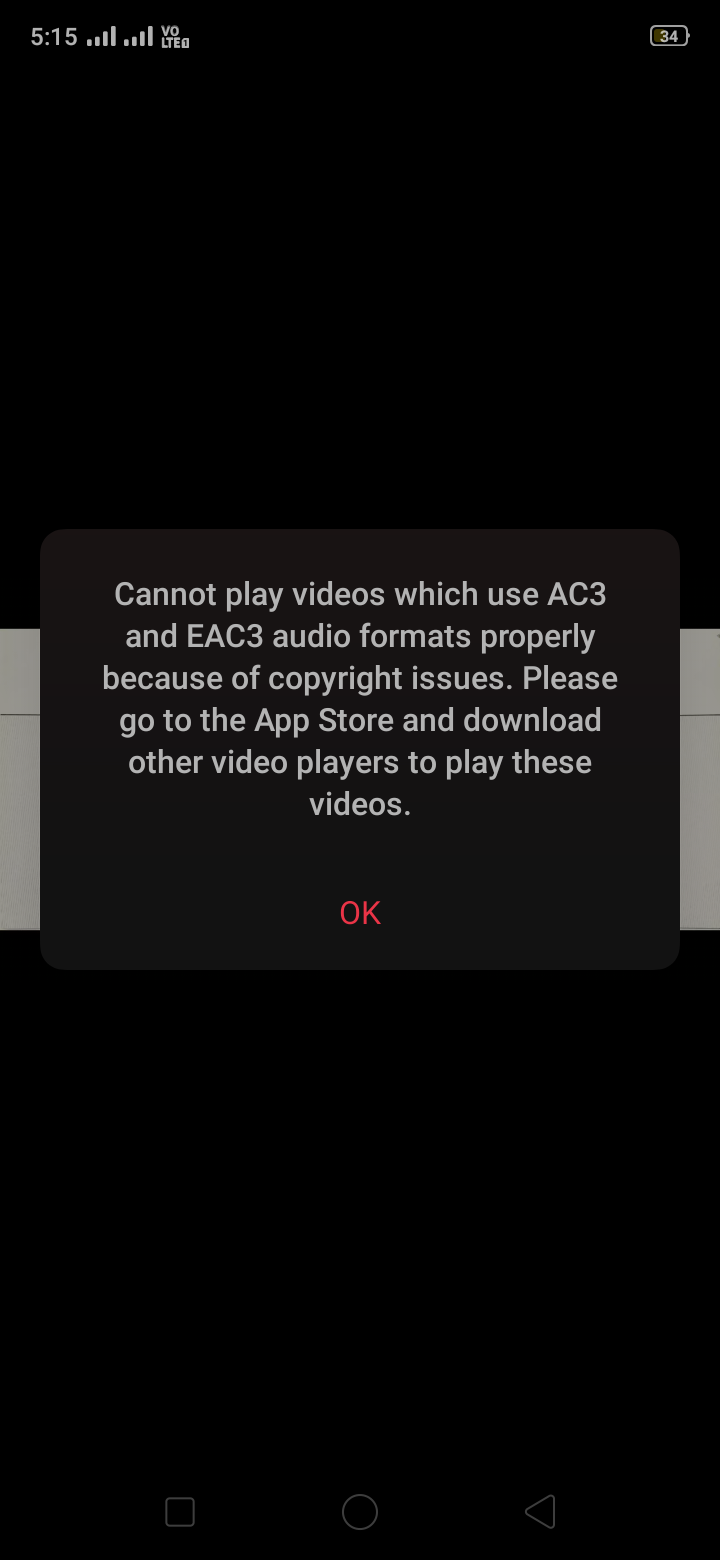 5:15 VO LTE1 34
Cannot play videos which use AC3
and EAC3 audio formats properly
because of copyright issues. Please
go to the App Store and download
other video players to play these
videos.
OK